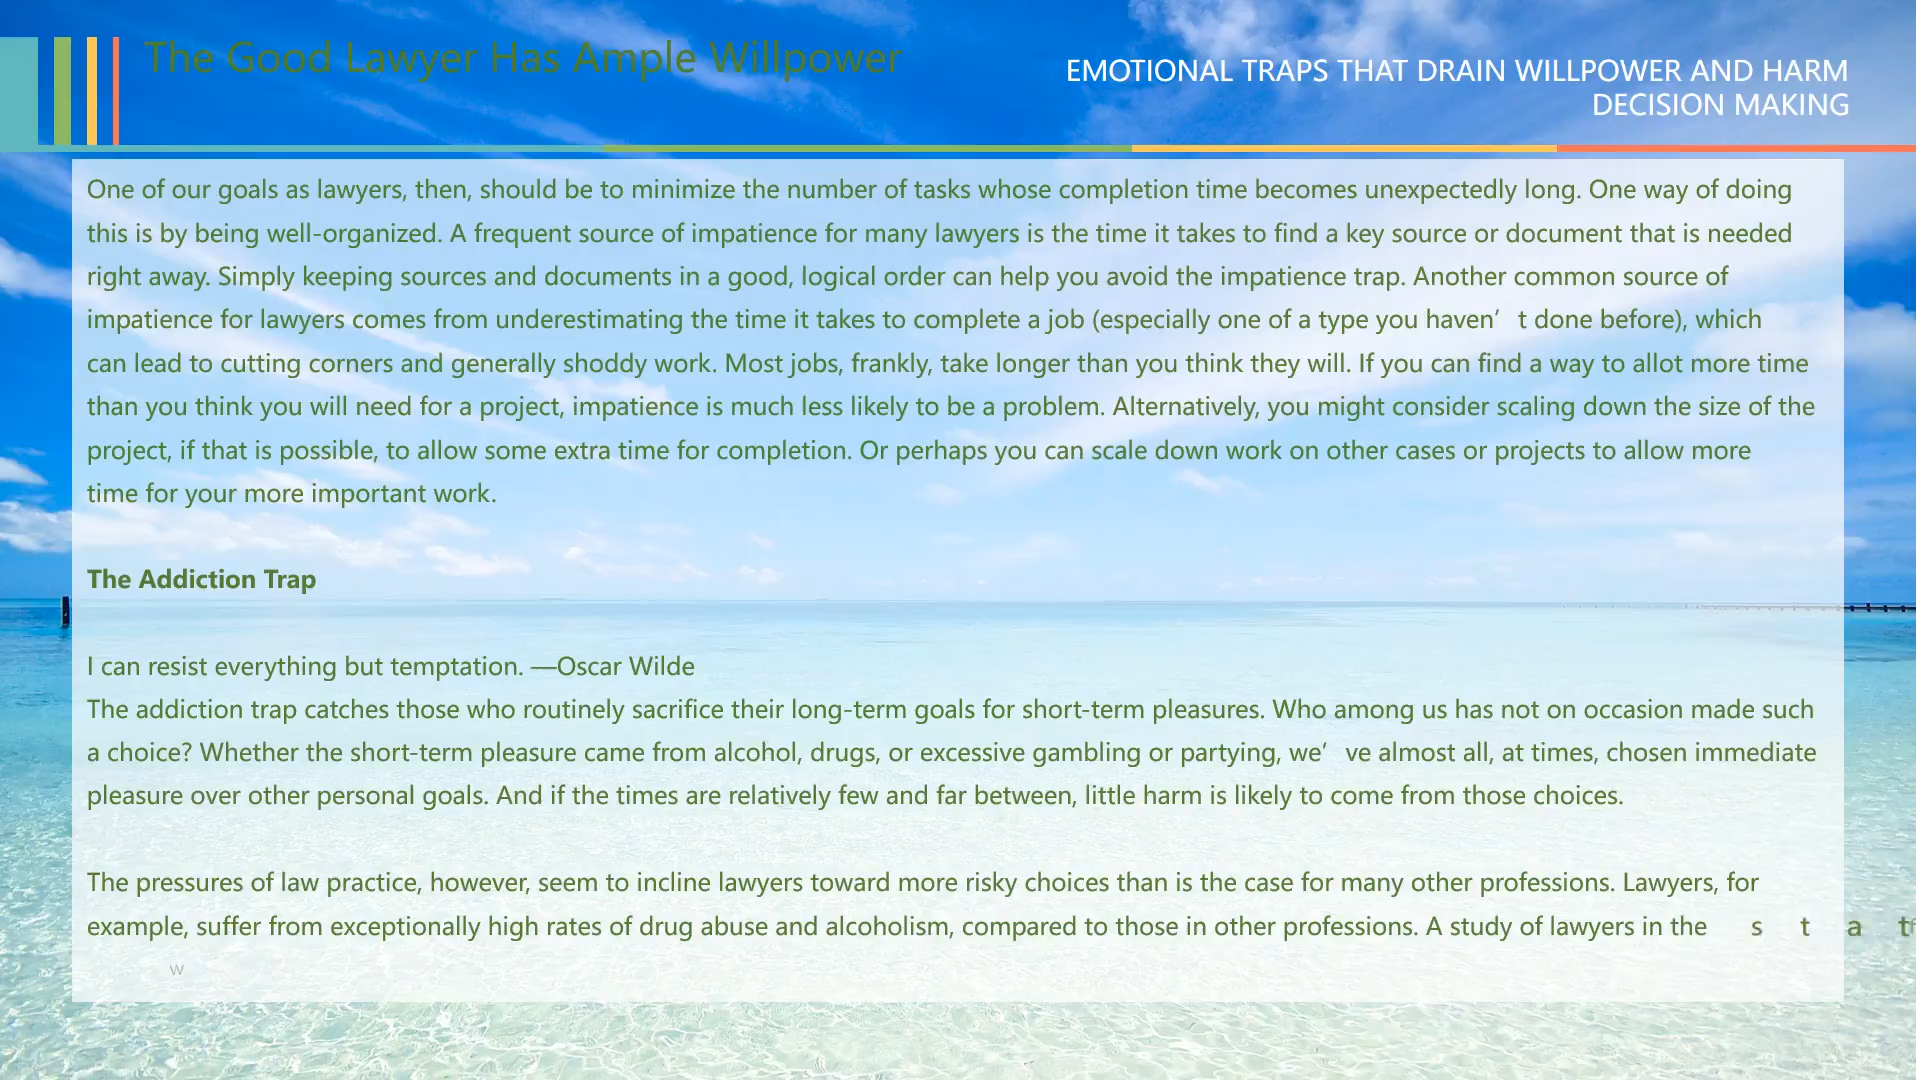 The Good Lawyer Has Ample Willpower
EMOTIONAL TRAPS THAT DRAIN WILLPOWER AND HARM
DECISION MAKING
One of our goals as lawyers, then, should be to minimize the number of tasks whose completion time becomes unexpectedly long. One way of doing
this is by being well-organized. A frequent source of impatience for many lawyers is the time it takes to find a key source or document that is needed
right away. Simply keeping sources and documents in a good, logical order can help you avoid the impatience trap. Another common source of
impatience for lawyers comes from underestimating the time it takes to complete a job (especially one of a type you haven’t done before), which
can lead to cutting corners and generally shoddy work. Most jobs, frankly, take longer than you think they will. If you can find a way to allot more time
than you think you will need for a project, impatience is much less likely to be a problem. Alternatively, you might consider scaling down the size of the
project, if that is possible, to allow some extra time for completion. Or perhaps you can scale down work on other cases or projects to allow more
time for your more important work.
The Addiction Trap
I can resist everything but temptation. —Oscar Wilde
The addiction trap catches those who routinely sacrifice their long-term goals for short-term pleasures. Who among us has not on occasion made such
a choice? Whether the short-term pleasure came from alcohol, drugs, or excessive gambling or partying, we’ve almost all, at times, chosen immediate
pleasure over other personal goals. And if the times are relatively few and far between, little harm is likely to come from those choices.
The pressures of law practice, however, seem to incline lawyers toward more risky choices than is the case for many other professions. Lawyers, for
example, suffer from exceptionally high rates of drug abuse and alcoholism, compared to those in other professions. A study of lawyers in the s t a t
w